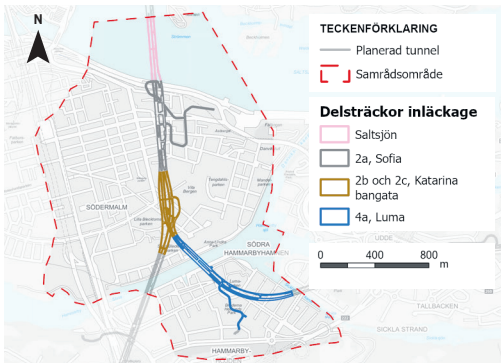 N
TECKENFÖRKLARING
Planerad tunnel
Samrådsområde
Delsträckor inläckage
Saltsjön
2a, Sofia
2b och 2c, Katarina
bangata
4a, Luma
0 400 800
m
SÖDERMALM
SÖDRA
HAMMARBYHAMNEN
UDDE
TALLBACKEN
SICKLA STRAND
HAMMARBY-